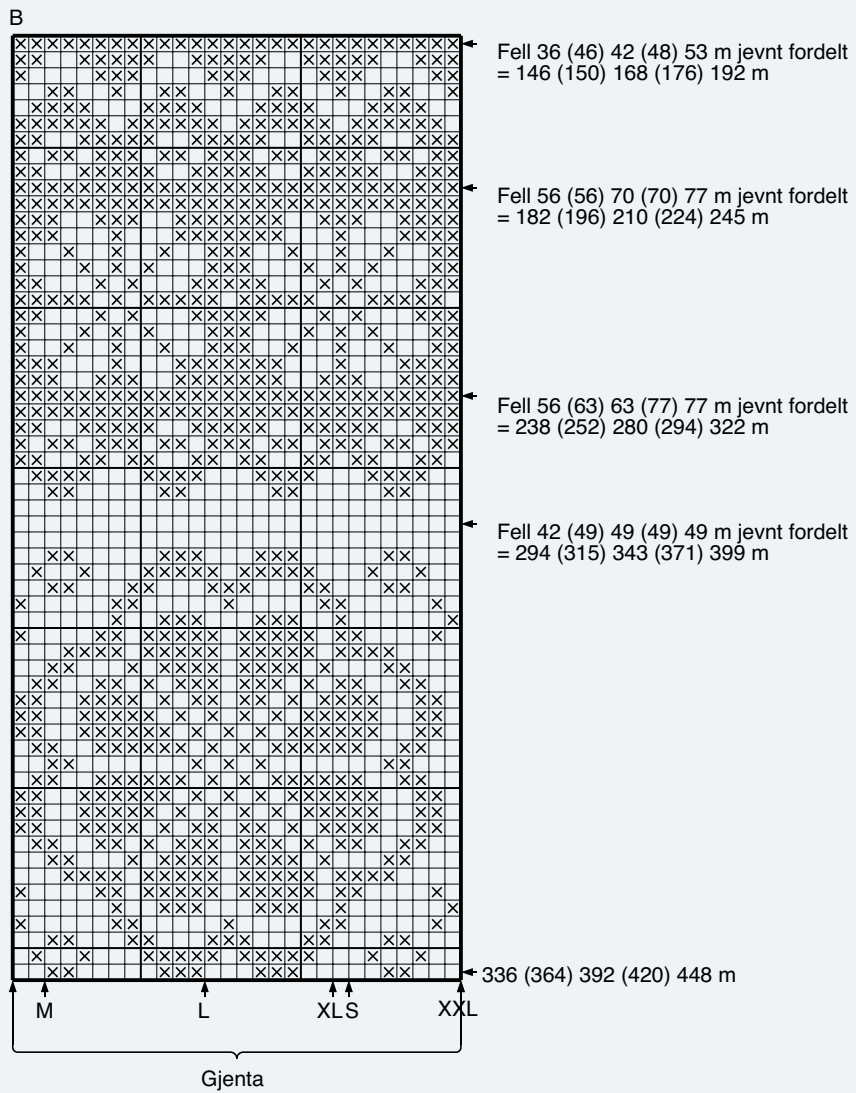 B
Fell 36 (46) 42 (48) 53 m jevnt fordelt
= 146 (150) 168 (176) 192 m
Fell 56 (56) 70 (70) 77 m jevnt fordelt
= 182 (196) 210 (224) 245 m
Fell 56 (63) 63 (77) 77 m jevnt fordelt
= 238 (252) 280 (294) 322 m
Fell 42 (49) 49 (49) 49 m jevnt fordelt
= 294 (315) 343 (371) 399 m
336 (364) 392 (420) 448 m
M L XL S XXL
Gjenta